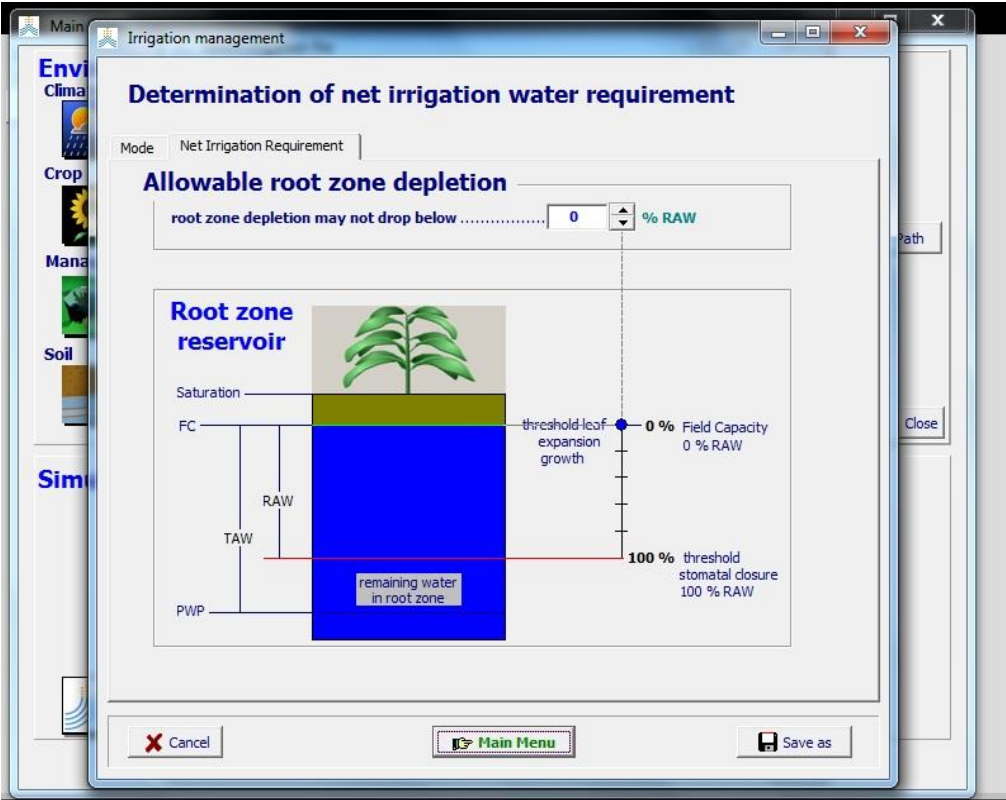 Main
Irrigation management
Envi
Clima
Crop
Mana
Soil
Simu
Path
Close
Determination of net irrigation water requirement
Mode
Net Irrigation Requirement
Allowable root zone depletion
root zone depletion may not drop below .................. 0 % RAW
Root zone
reservoir
Saturation
FC
RAW
TAW
PWP
remaining water
in root zone
threshold leaf
expansion
growth
0 % Field Capacity
0 % RAW
100 % threshold
stomatal closure
100 % RAW
Cancel
Main Menu
Save as